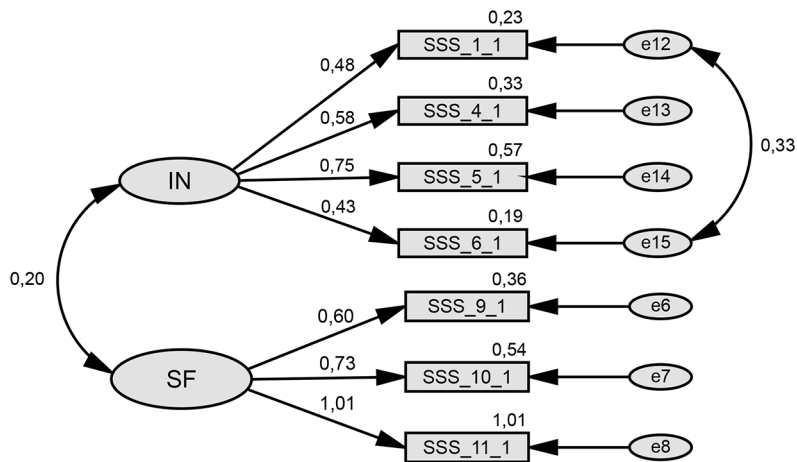 0,23
SSS_1_1
e12
0,48
0,33
SSS_4_1
e13
0,58
0,57
SSS_5_1
e14
0,75
0,33
IN
0,19
SSS_6_1
e15
0,43
0,20
0,36
SSS_9_1
e6
0,60
0,54
SSS_10_1
e7
0,73
SF
1,01
1,01
SSS_11_1
e8